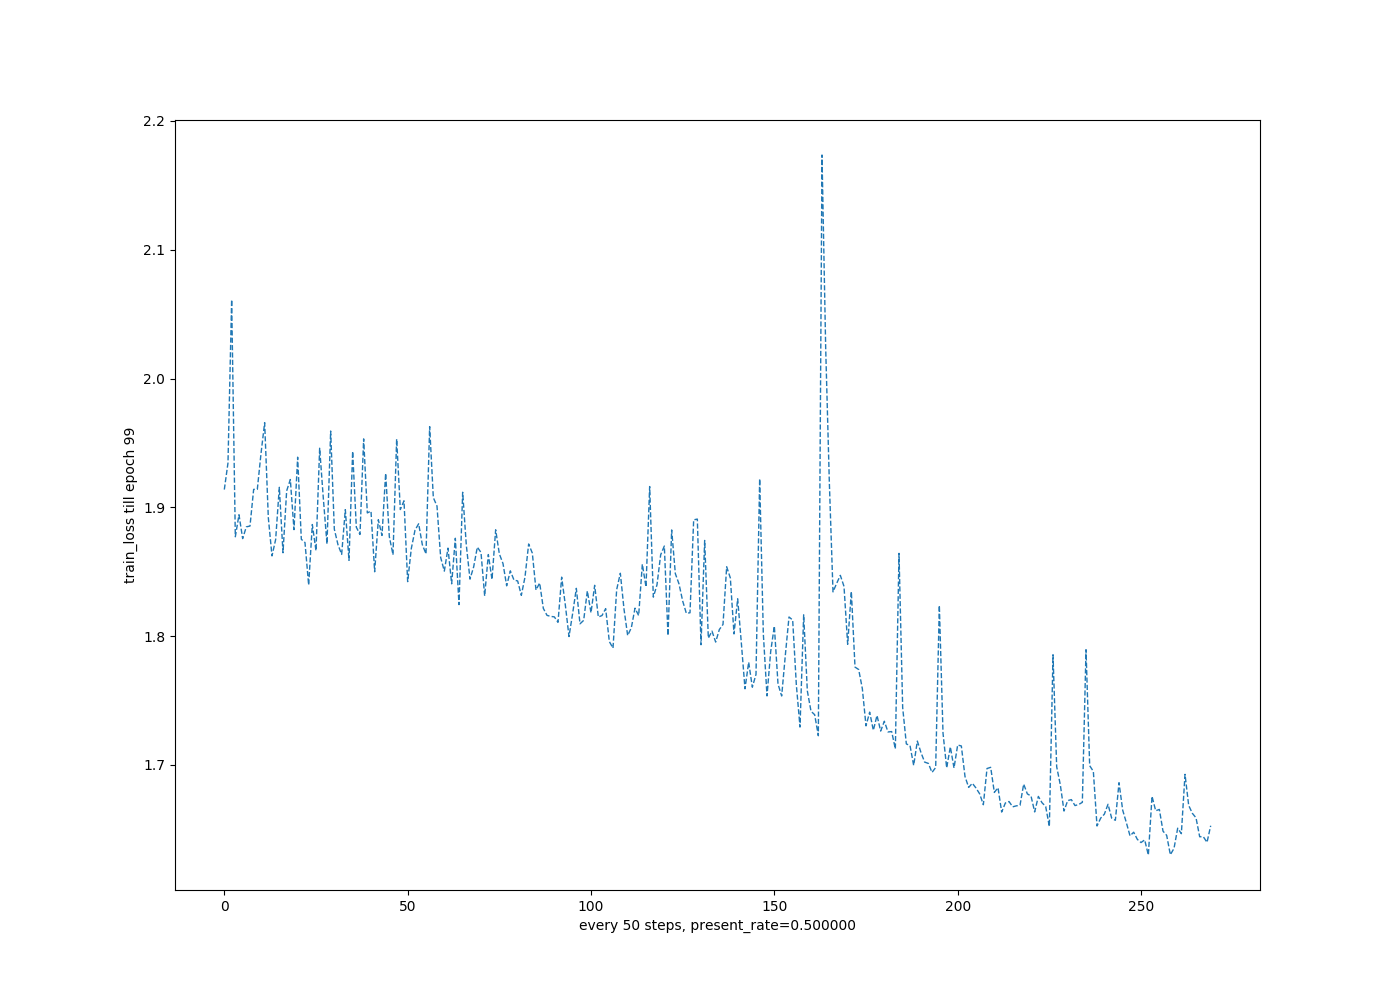 2.2
2.1
2.0
1.9
1.8
1.7
train_loss till epoch 99
0 50 100 150 200 250
every 50 steps, present_rate=0.500000